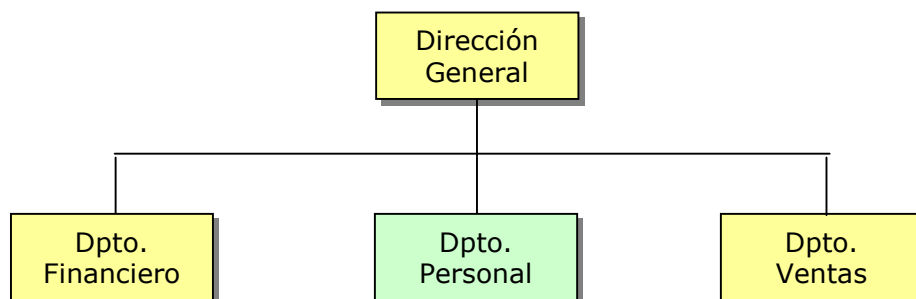 Dirección
General
Dpto.
Financiero
Dpto.
Personal
Dpto.
Ventas